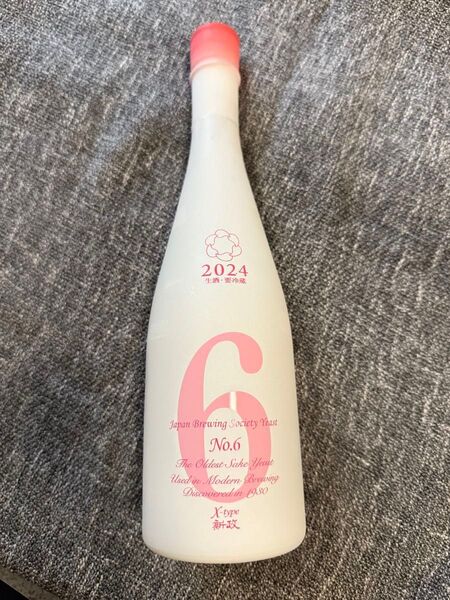 2024
生酒・要冷蔵
6
Japan Brewing Society Yeast
No.6
The Oldest Sake Yeast
Used in Modern Brewing
Discovered in 1930
X-type
新政